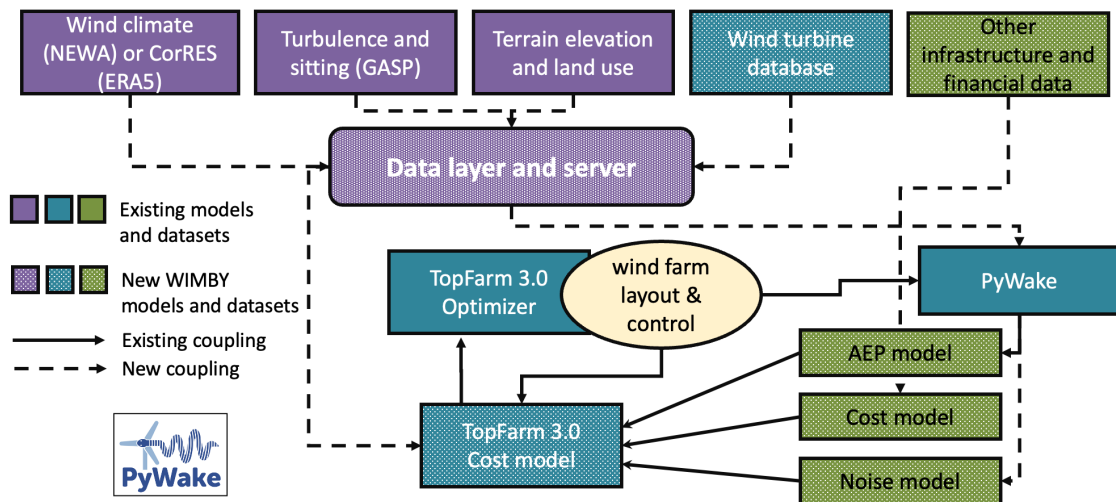 Wind climate
(NEWA) or CorRES
(ERA5)
Turbulence and
sitting (GASP)
Terrain elevation
and land use
Wind turbine
database
Other
infrastructure and
financial data
Data layer and server
Existing models
and datasets
New WIMBY
models and datasets
Existing coupling
New coupling
TopFarm 3.0
Optimizer
wind farm
layout &
control
PyWake
AEP model
Cost model
Noise model
TopFarm 3.0
Cost model
PyWake